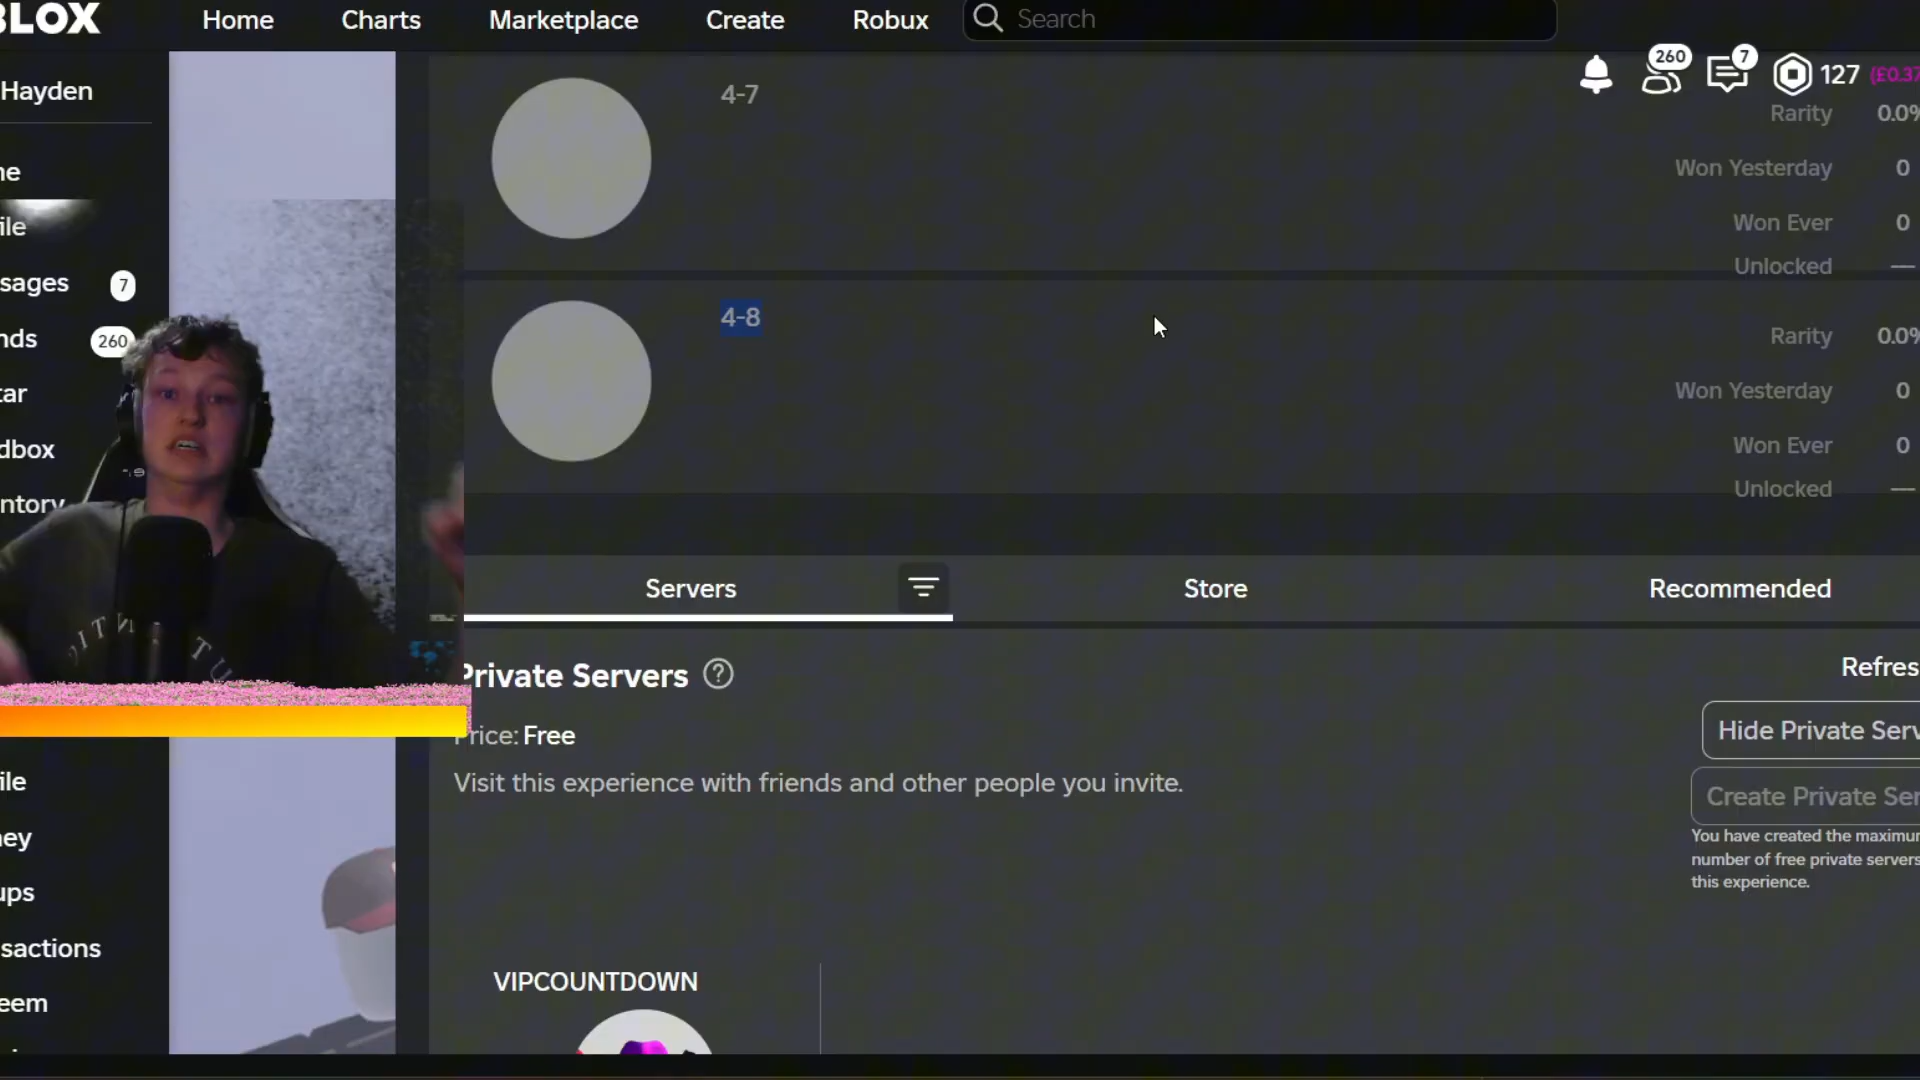 BLOX
Home
Charts
Marketplace
Create
Robux
Search
260
7
127
(£0.37
Hayden
4-7
Rarity
0.0%
Won Yesterday
0
Won Ever
0
Unlocked
—
ne
ile
sages
7
nds
260
tar
dbox
ntory
4-8
Rarity
0.0%
Won Yesterday
0
Won Ever
0
Unlocked
—
Servers
Store
Recommended
Private Servers
?
Refres
Price: Free
Hide Private Serv
Visit this experience with friends and other people you invite.
Create Private Ser
You have created the maximum
number of free private servers
this experience.
ile
ney
ups
sactions
eem
VIPCOUNTDOWN